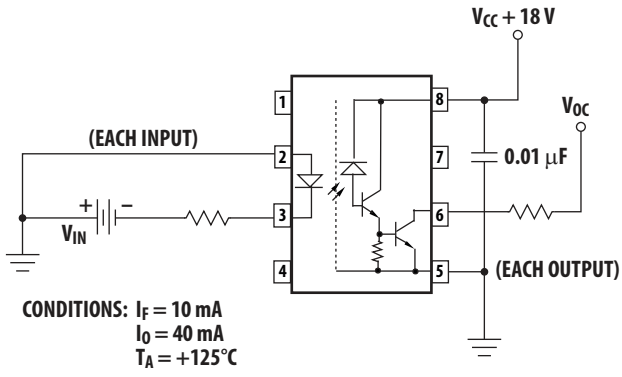 V_CC + 18 V
V_OC
1
8
(EACH INPUT)
2
7
0.01 μF
+ −
3
6
V_IN
4
5
(EACH OUTPUT)
CONDITIONS: I_F = 10 mA
I_O = 40 mA
T_A = +125°C